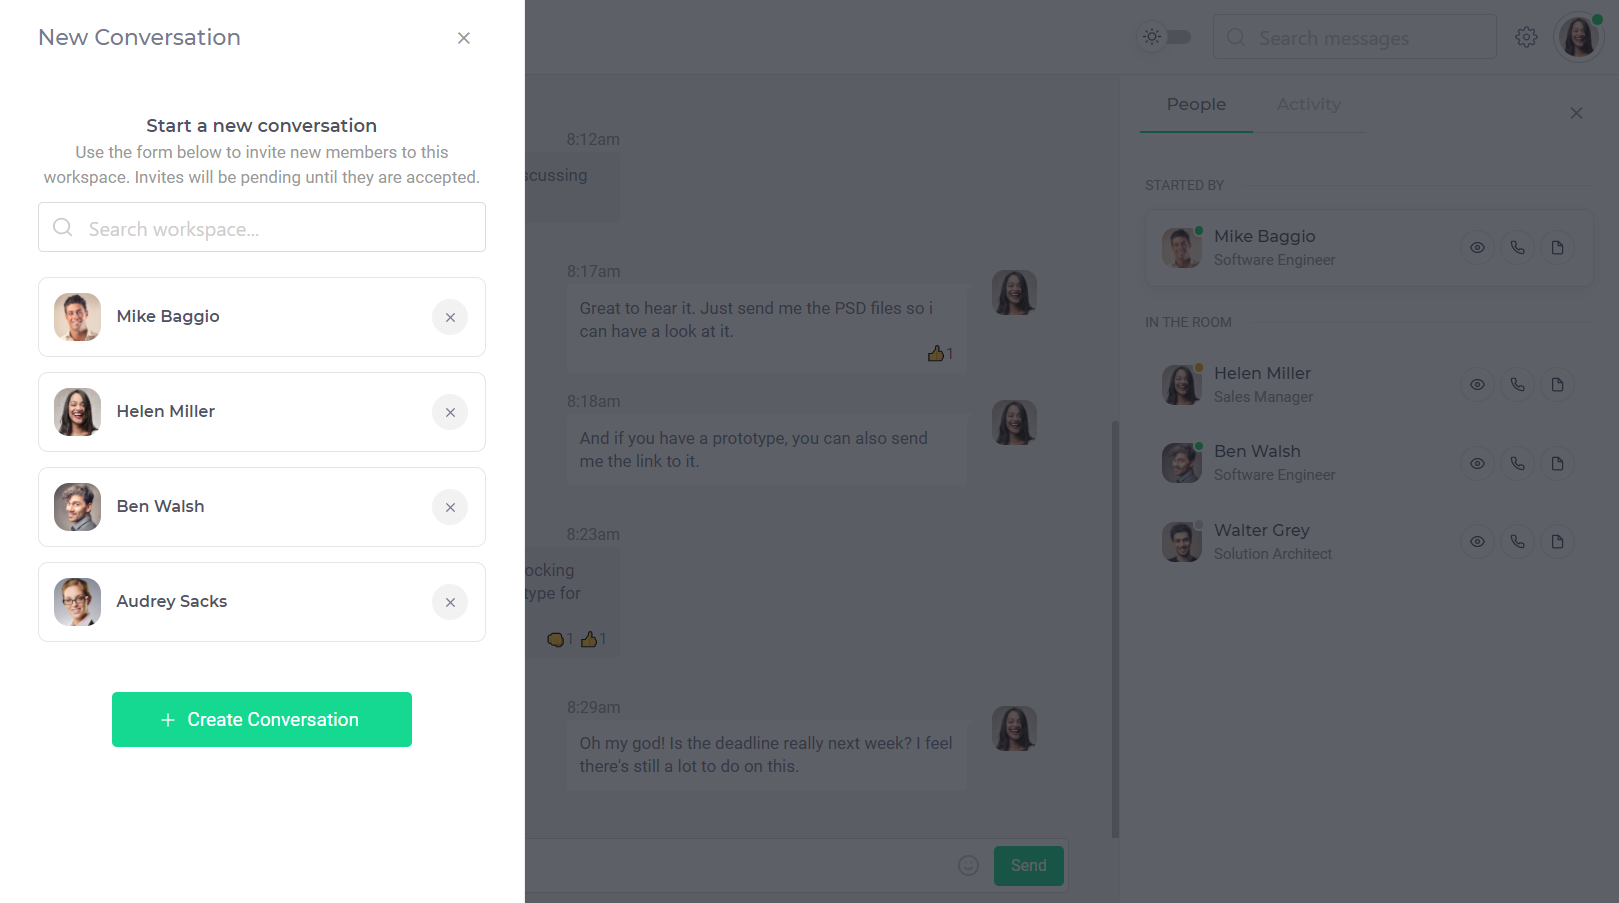 New Conversation
Start a new conversation
Use the form below to invite new members to this
workspace. Invites will be pending until they are accepted.
Search workspace...
Mike Baggio
Helen Miller
Ben Walsh
Audrey Sacks
Create Conversation
8:12am
scussing
8:17am
Great to hear it. Just send me the PSD files so i
can have a look at it.
1
8:18am
And if you have a prototype, you can also send
me the link to it.
8:23am
ocking
type for
1 1
8:29am
Oh my god! Is the deadline really next week? I feel
there's still a lot to do on this.
Send
Search messages
People Activity
STARTED BY
Mike Baggio
Software Engineer
IN THE ROOM
Helen Miller
Sales Manager
Ben Walsh
Software Engineer
Walter Grey
Solution Architect